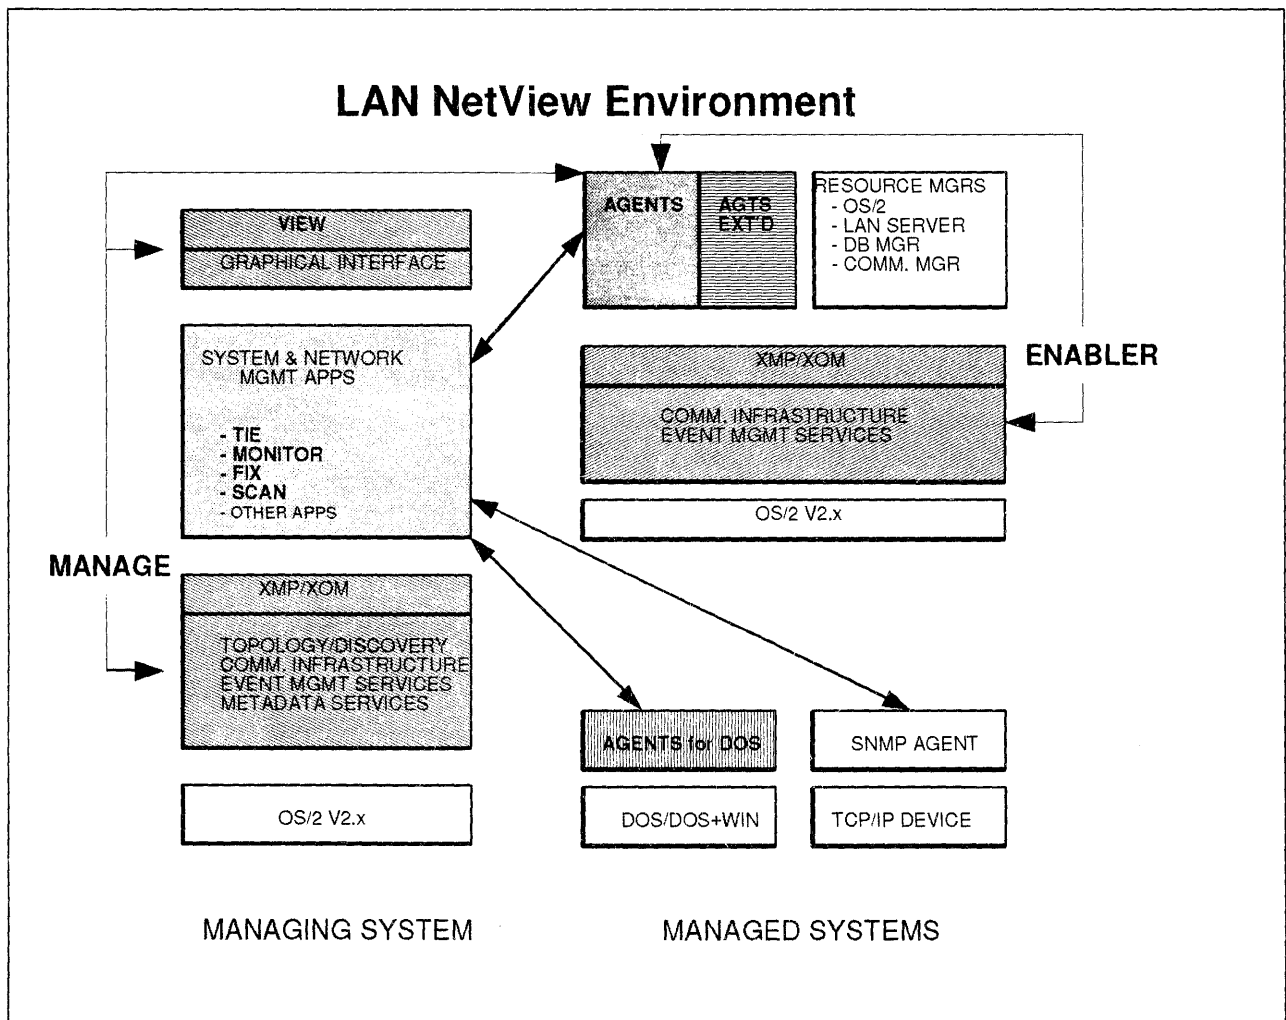 LAN NetView Environment
VIEW
GRAPHICAL INTERFACE
SYSTEM & NETWORK
MGMT APPS
- TIE
- MONITOR
- FIX
- SCAN
- OTHER APPS
MANAGE
XMP/XOM
TOPOLOGY/DISCOVERY
COMM. INFRASTRUCTURE
EVENT MGMT SERVICES
METADATA SERVICES
OS/2 V2.x
MANAGING SYSTEM
AGENTS
AGTS
EXT'D
RESOURCE MGRS
- OS/2
- LAN SERVER
- DB MGR
- COMM. MGR
XMP/XOM
ENABLER
COMM. INFRASTRUCTURE
EVENT MGMT SERVICES
OS/2 V2.x
AGENTS for DOS
SNMP AGENT
DOS/DOS+WIN
TCP/IP DEVICE
MANAGED SYSTEMS